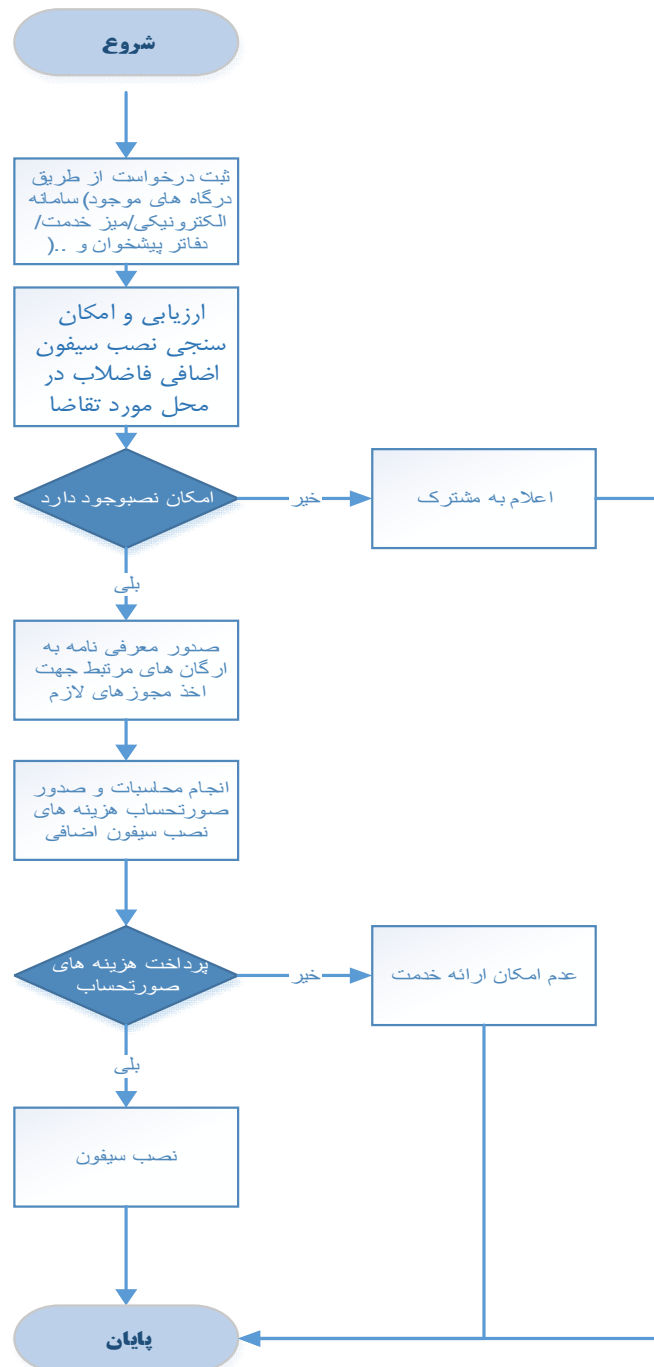 شروع
ثبت درخواست از طریق
درگاه های موجود)سامانه
الکترونیکی/میز خدمت/
دفاتر پیشخوان و ..(
ارزیابی و امکان
سنجی نصب سیفون
اضافی فاضلاب در
محل مورد تقاضا
امکان نصبوجود دارد
خیر
اعلام به مشترک
بلی
صدور معرفی نامه به
ارگان های مرتبط جهت
اخذ مجوزهای لازم
انجام محاسبات و صدور
صورتحساب هزینه های
نصب سیفون اضافی
پرداخت هزینه های
صورتحساب
خیر
عدم امکان ارائه خدمت
بلی
نصب سیفون
پایان